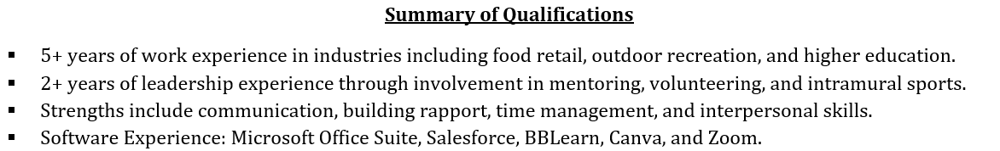 Summary of Qualifications
▪ 5+ years of work experience in industries including food retail, outdoor recreation, and higher education.
▪ 2+ years of leadership experience through involvement in mentoring, volunteering, and intramural sports.
▪ Strengths include communication, building rapport, time management, and interpersonal skills.
▪ Software Experience: Microsoft Office Suite, Salesforce, BBLearn, Canva, and Zoom.